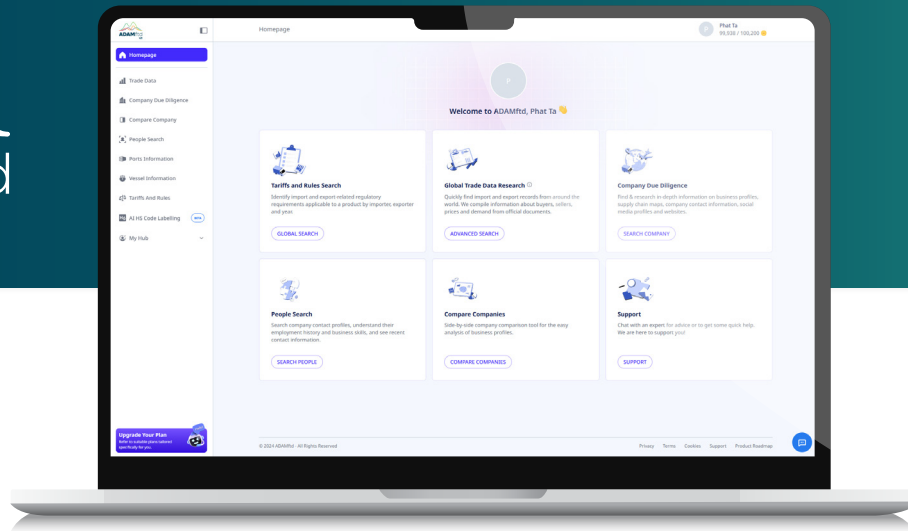 ADAMftd
Homepage
Phat Ta
P
99,936 / 100,200
Homepage
Trade Data
Company Due Diligence
Compare Company
People Search
Ports Information
Vessel Information
Tariffs And Rules
AI HS Code Labelling
BETA
My Hub
P
Welcome to ADAMftd, Phat Ta
Tariffs and Rules Search
Identify import and export-related regulatory
requirements applicable to a product by importer, exporter
and year.
GLOBAL SEARCH
Global Trade Data Research
Quickly find import and export records from around the
world. We compile information about buyers, sellers,
prices and demand from official documents.
ADVANCED SEARCH
Company Due Diligence
Find & research in depth information on business profiles,
supply chain maps, company contact information, social
media profiles and websites.
SEARCH COMPANY
People Search
Search company contact profiles, understand their
employment history and business skills, and see recent
contact information.
SEARCH PEOPLE
Compare Companies
Side-by-side company comparison tool for the easy
analysis of business profiles.
COMPARE COMPANIES
Support
Chat with an expert for advice or to get some quick help.
We are here to support you!
SUPPORT
Upgrade Your Plan
Refer to suitable plans tailored
specifically for you.
© 2024 ADAMftd - All Rights Reserved
Privacy Terms Cookies Support Product Roadmap